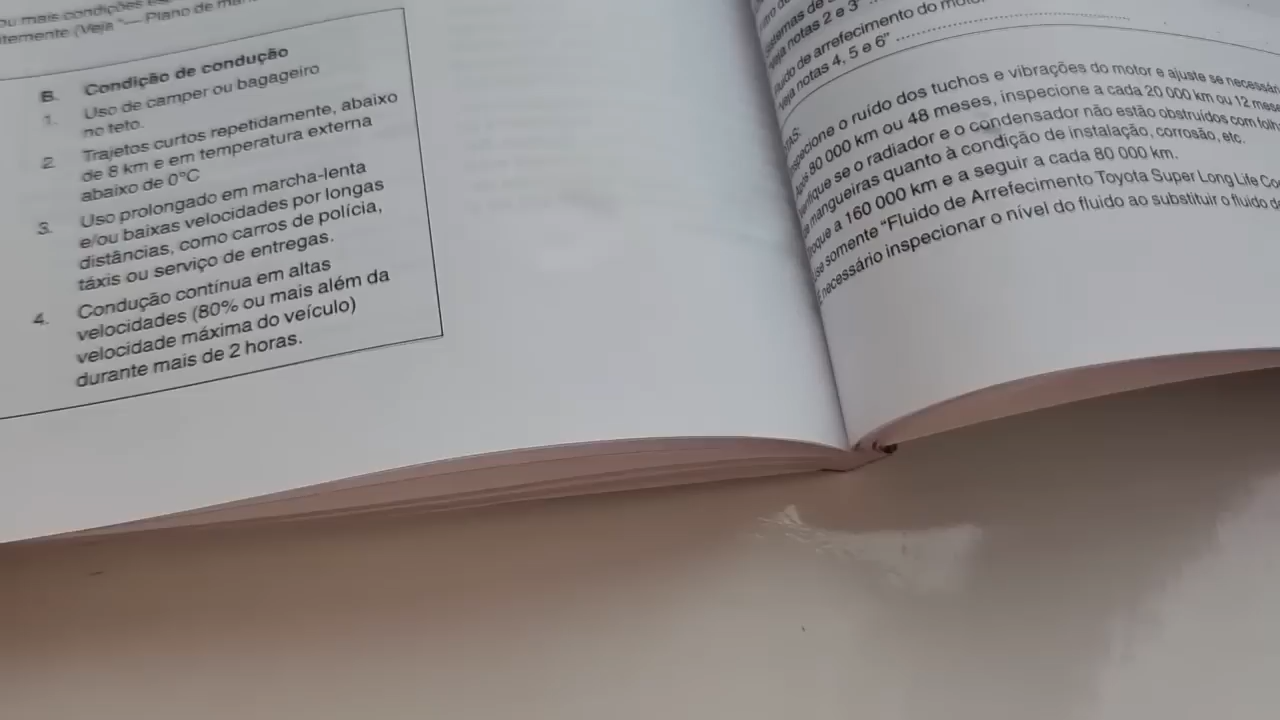 ou mais condições
(Veja "— Plano de
B. Condição de condução
1. Uso de camper ou bagageiro
no teto.
2. Trajetos curtos repetidamente, abaixo
de 8 km e em temperatura externa
abaixo de 0°C
3. Uso prolongado em marcha-lenta
e/ou baixas velocidades por longas
distâncias, como carros de polícia,
táxis ou serviço de entregas.
4. Condução contínua em altas
velocidades (80% ou mais além da
velocidade máxima do veículo)
durante mais de 2 horas.
notas 2 e 3"
de arrefecimento do
notas 4, 5 e 6"
o ruído dos tuchos e vibrações do motor e ajuste se
80 000 km ou 48 meses, inspecione a cada 20 000 km ou 12
se o radiador e o condensador não estão obstruídos com
mangueiras quanto à condição de instalação, corrosão, etc.
a 160 000 km e a seguir a cada 80 000 km.
somente "Fluido de Arrefecimento Toyota Super Long Life
necessário inspecionar o nível do fluido ao substituir o fluido